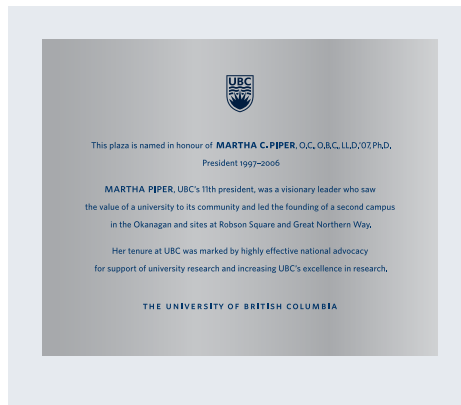 UBC
This plaza is named in honour of MARTHA C. PIPER, O.C., O.B.C., LL.D.'07, Ph.D.
President 1997–2006
MARTHA PIPER, UBC's 11th president, was a visionary leader who saw
the value of a university to its community and led the founding of a second campus
in the Okanagan and sites at Robson Square and Great Northern Way.
Her tenure at UBC was marked by highly effective national advocacy
for support of university research and increasing UBC's excellence in research.
THE UNIVERSITY OF BRITISH COLUMBIA